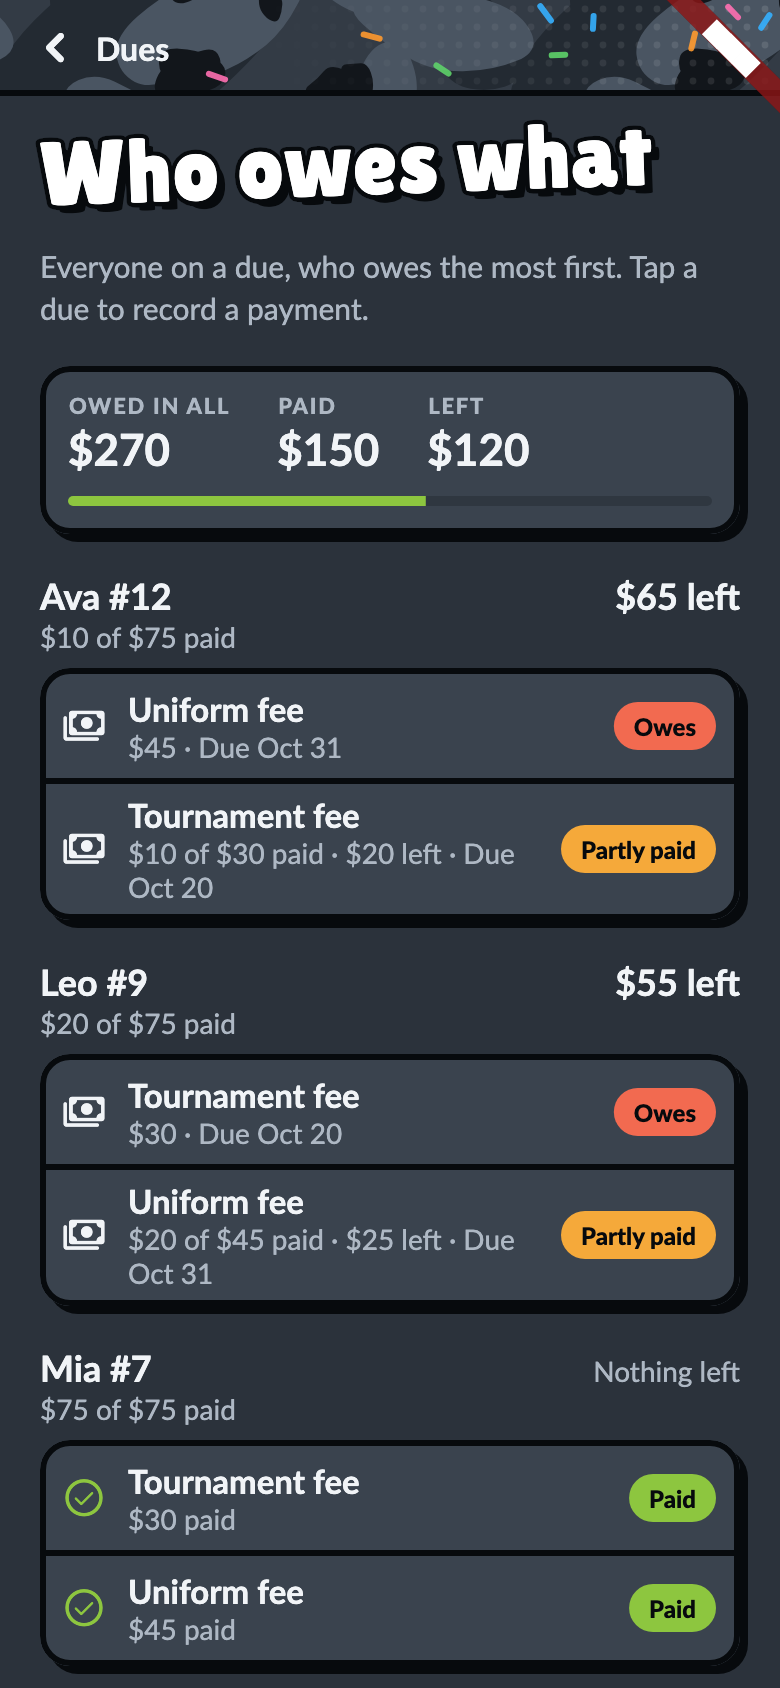 Dues
Who owes what
Everyone on a due, who owes the most first. Tap a
due to record a payment.
OWED IN ALL PAID LEFT
$270 $150 $120
Ava #12 $65 left
$10 of $75 paid
Uniform fee
$45 · Due Oct 31
Owes
Tournament fee
$10 of $30 paid · $20 left · Due
Oct 20
Partly paid
Leo #9 $55 left
$20 of $75 paid
Tournament fee
$30 · Due Oct 20
Owes
Uniform fee
$20 of $45 paid · $25 left · Due
Oct 31
Partly paid
Mia #7 Nothing left
$75 of $75 paid
Tournament fee
$30 paid
Paid
Uniform fee
$45 paid
Paid